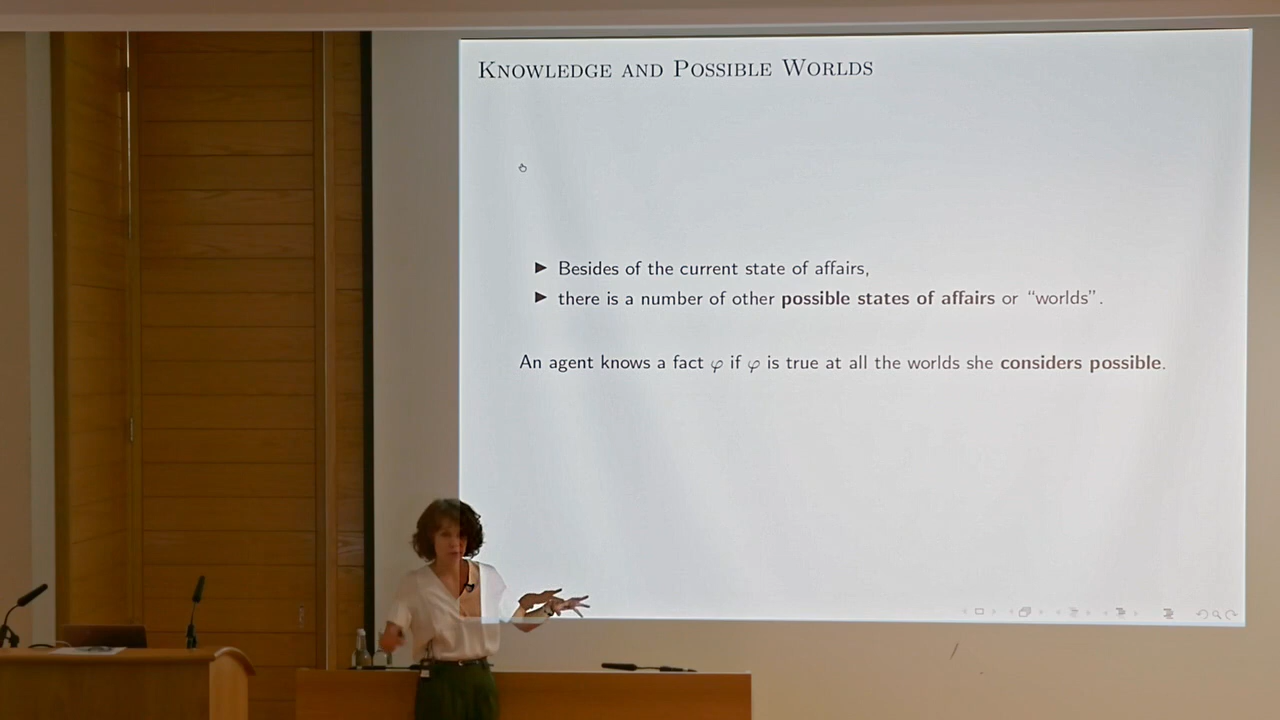 Knowledge and Possible Worlds
▶ Besides of the current state of affairs,
▶ there is a number of other possible states of affairs or “worlds”.
An agent knows a fact φ if φ is true at all the worlds she considers possible.